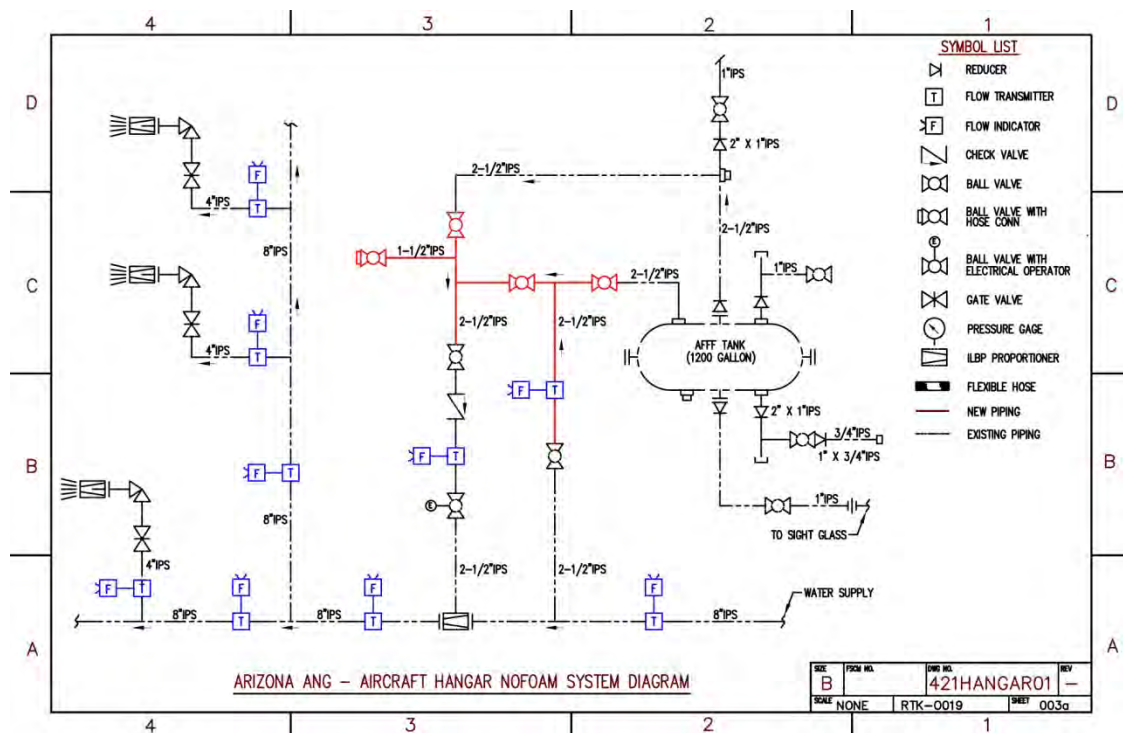 4 3 2 1
D
C
B
A
D
C
B
A
SYMBOL LIST
REDUCER
T FLOW TRANSMITTER
F FLOW INDICATOR
CHECK VALVE
BALL VALVE
BALL VALVE WITH
HOSE CONN
E BALL VALVE WITH
ELECTRICAL OPERATOR
GATE VALVE
PRESSURE GAGE
ILBP PROPORTIONER
FLEXIBLE HOSE
NEW PIPING
EXISTING PIPING
1"IPS
2" X 1"IPS
2-1/2"IPS
2-1/2"IPS
F
4"IPS
T
8"IPS
1-1/2"IPS
2-1/2"IPS
1"IPS
F
4"IPS
T
2-1/2"IPS
2-1/2"IPS
AFFF TANK
(1200 GALLON)
F T
2" X 1"IPS
3/4"IPS
1" X 3/4"IPS
F T
F T
8"IPS
E
1"IPS
TO SIGHT GLASS
4"IPS
2-1/2"IPS
2-1/2"IPS
F T
F
F
F
WATER SUPPLY
8"IPS
T
8"IPS
T
T
8"IPS
ARIZONA ANG - AIRCRAFT HANGAR NOFOAM SYSTEM DIAGRAM
SIZE
B
FSCM NO.
DWG NO.
421HANGAR01
REV
-
SCALE NONE
RTK-0019
SHEET 003a
4 3 2 1